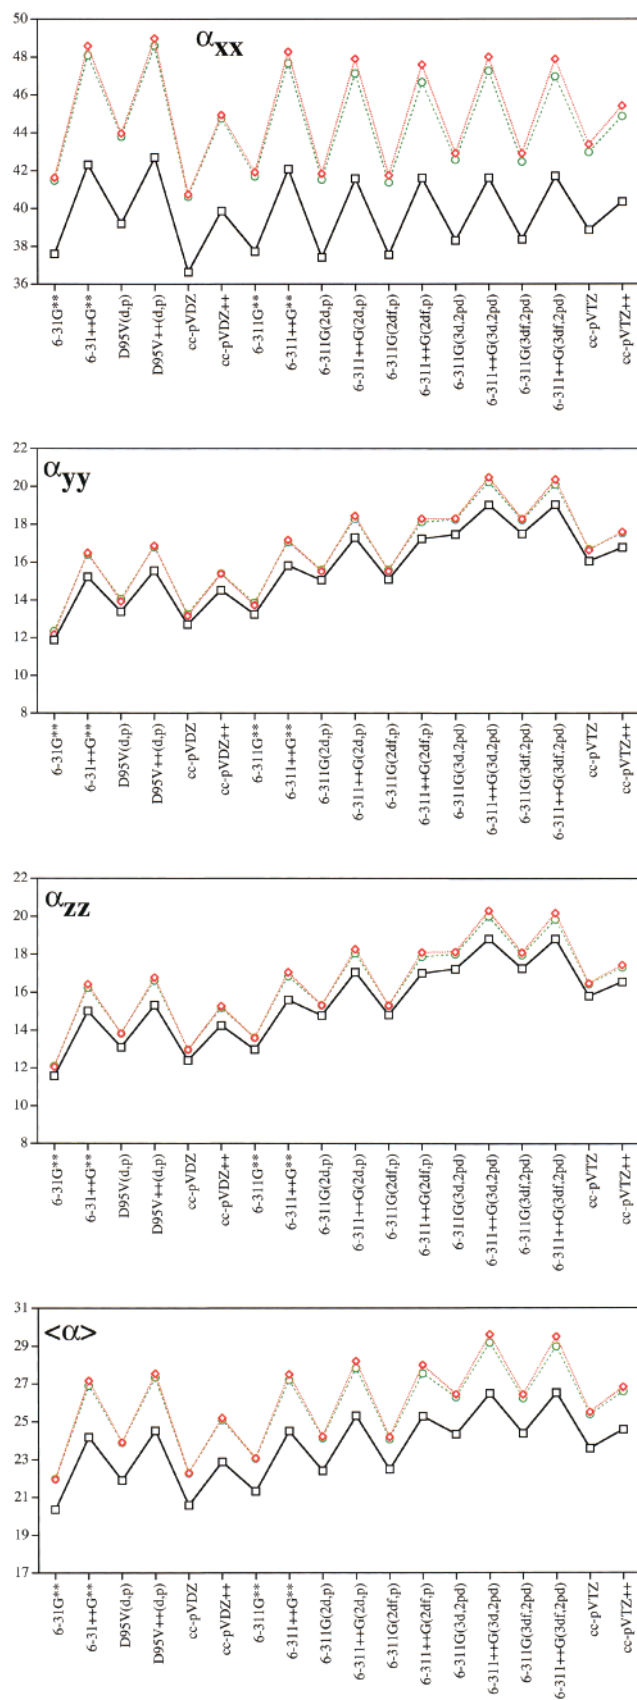 αxx
50
48
46
44
42
40
38
36
6-31G**
6-31++G**
D95V(d,p)
D95V++(d,p)
cc-pVDZ
cc-pVDZ++
6-311G**
6-311++G**
6-311G(2d,p)
6-311++G(2d,p)
6-311G(2df,p)
6-311++G(2df,p)
6-311G(3d,2pd)
6-311++G(3d,2pd)
6-311G(3df,2pd)
6-311++G(3df,2pd)
cc-pVTZ
cc-pVTZ++
αyy
22
20
18
16
14
12
10
8
6-31G**
6-31++G**
D95V(d,p)
D95V++(d,p)
cc-pVDZ
cc-pVDZ++
6-311G**
6-311++G**
6-311G(2d,p)
6-311++G(2d,p)
6-311G(2df,p)
6-311++G(2df,p)
6-311G(3d,2pd)
6-311++G(3d,2pd)
6-311G(3df,2pd)
6-311++G(3df,2pd)
cc-pVTZ
cc-pVTZ++
αzz
22
20
18
16
14
12
10
8
6-31G**
6-31++G**
D95V(d,p)
D95V++(d,p)
cc-pVDZ
cc-pVDZ++
6-311G**
6-311++G**
6-311G(2d,p)
6-311++G(2d,p)
6-311G(2df,p)
6-311++G(2df,p)
6-311G(3d,2pd)
6-311++G(3d,2pd)
6-311G(3df,2pd)
6-311++G(3df,2pd)
cc-pVTZ
cc-pVTZ++
<α>
31
29
27
25
23
21
19
17
6-31G**
6-31++G**
D95V(d,p)
D95V++(d,p)
cc-pVDZ
cc-pVDZ++
6-311G**
6-311++G**
6-311G(2d,p)
6-311++G(2d,p)
6-311G(2df,p)
6-311++G(2df,p)
6-311G(3d,2pd)
6-311++G(3d,2pd)
6-311G(3df,2pd)
6-311++G(3df,2pd)
cc-pVTZ
cc-pVTZ++